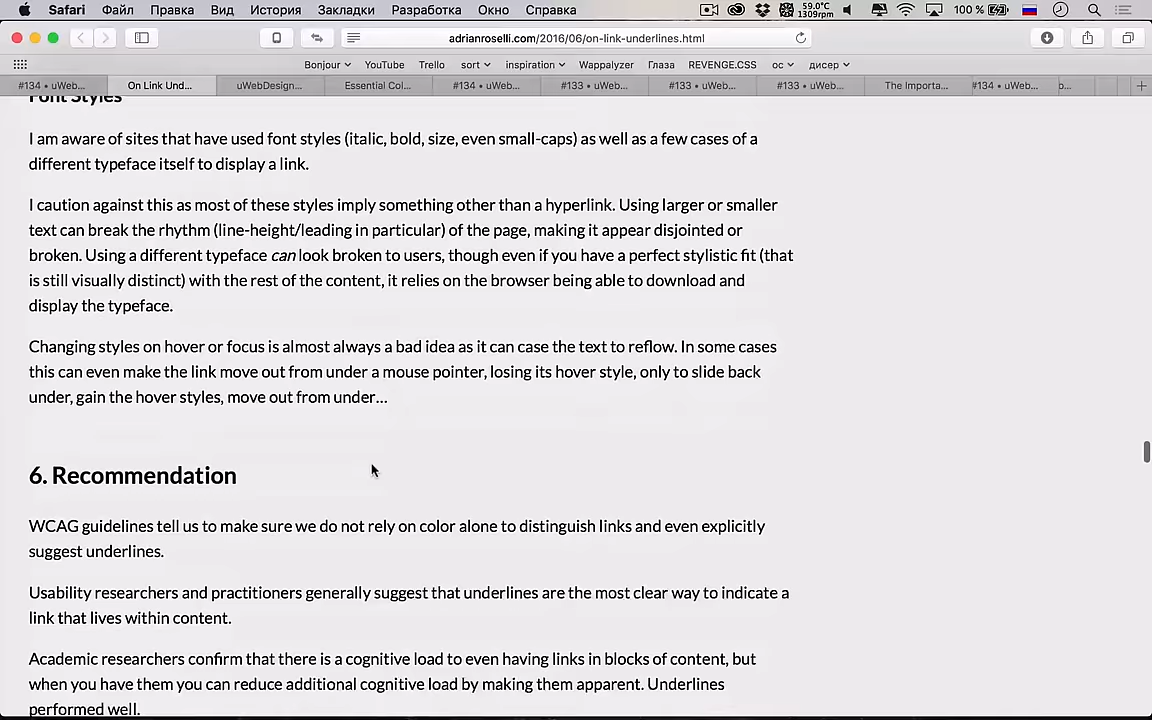 Safari Файл Правка Вид История Закладки Разработка Окно Справка 59.0°C 1309rpm 100 %
adrianroselli.com/2016/06/on-link-underlines.html
Bonjour YouTube Trello sort inspiration Wappalyzer Глаза REVENGE.CSS ос дисер
#134 • uWeb... On Link Und... uWebDesign... Essential Col... #134 • uWeb... #133 • uWeb... #133 • uWeb... #133 • uWeb... The Importa... #134 • uWeb...
Font Styles
I am aware of sites that have used font styles (italic, bold, size, even small-caps) as well as a few cases of a
different typeface itself to display a link.
I caution against this as most of these styles imply something other than a hyperlink. Using larger or smaller
text can break the rhythm (line-height/leading in particular) of the page, making it appear disjointed or
broken. Using a different typeface can look broken to users, though even if you have a perfect stylistic fit (that
is still visually distinct) with the rest of the content, it relies on the browser being able to download and
display the typeface.
Changing styles on hover or focus is almost always a bad idea as it can case the text to reflow. In some cases
this can even make the link move out from under a mouse pointer, losing its hover style, only to slide back
under, gain the hover styles, move out from under…
6. Recommendation
WCAG guidelines tell us to make sure we do not rely on color alone to distinguish links and even explicitly
suggest underlines.
Usability researchers and practitioners generally suggest that underlines are the most clear way to indicate a
link that lives within content.
Academic researchers confirm that there is a cognitive load to even having links in blocks of content, but
when you have them you can reduce additional cognitive load by making them apparent. Underlines
performed well.